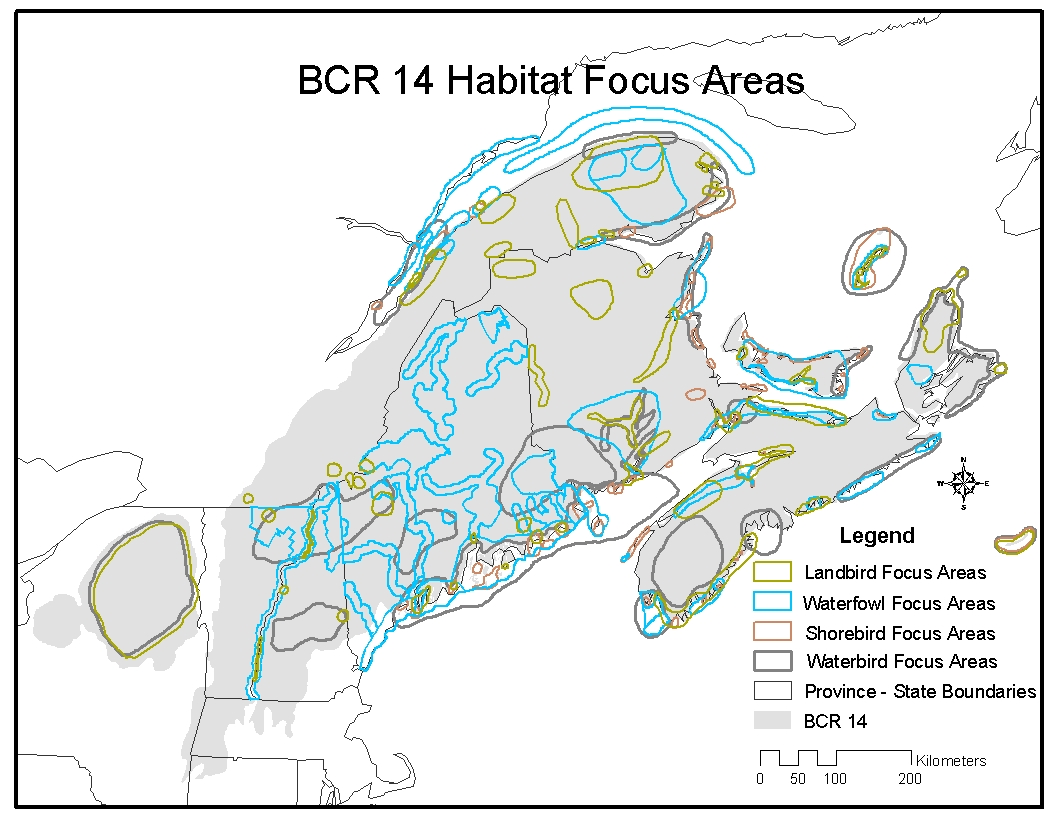 BCR 14 Habitat Focus Areas
N
W E
S
Legend
Landbird Focus Areas
Waterfowl Focus Areas
Shorebird Focus Areas
Waterbird Focus Areas
Province - State Boundaries
BCR 14
Kilometers
0 50 100 200